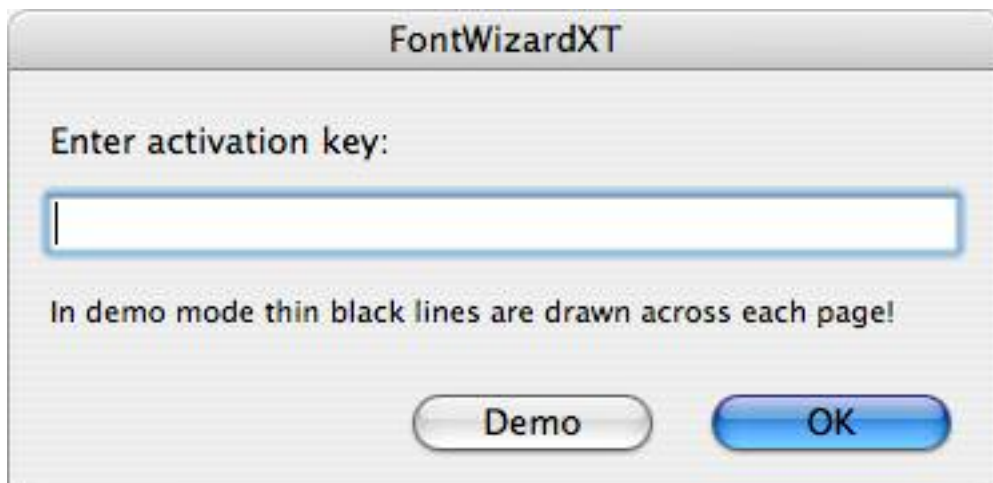 FontWizardXT
Enter activation key:
In demo mode thin black lines are drawn across each page!
Demo OK